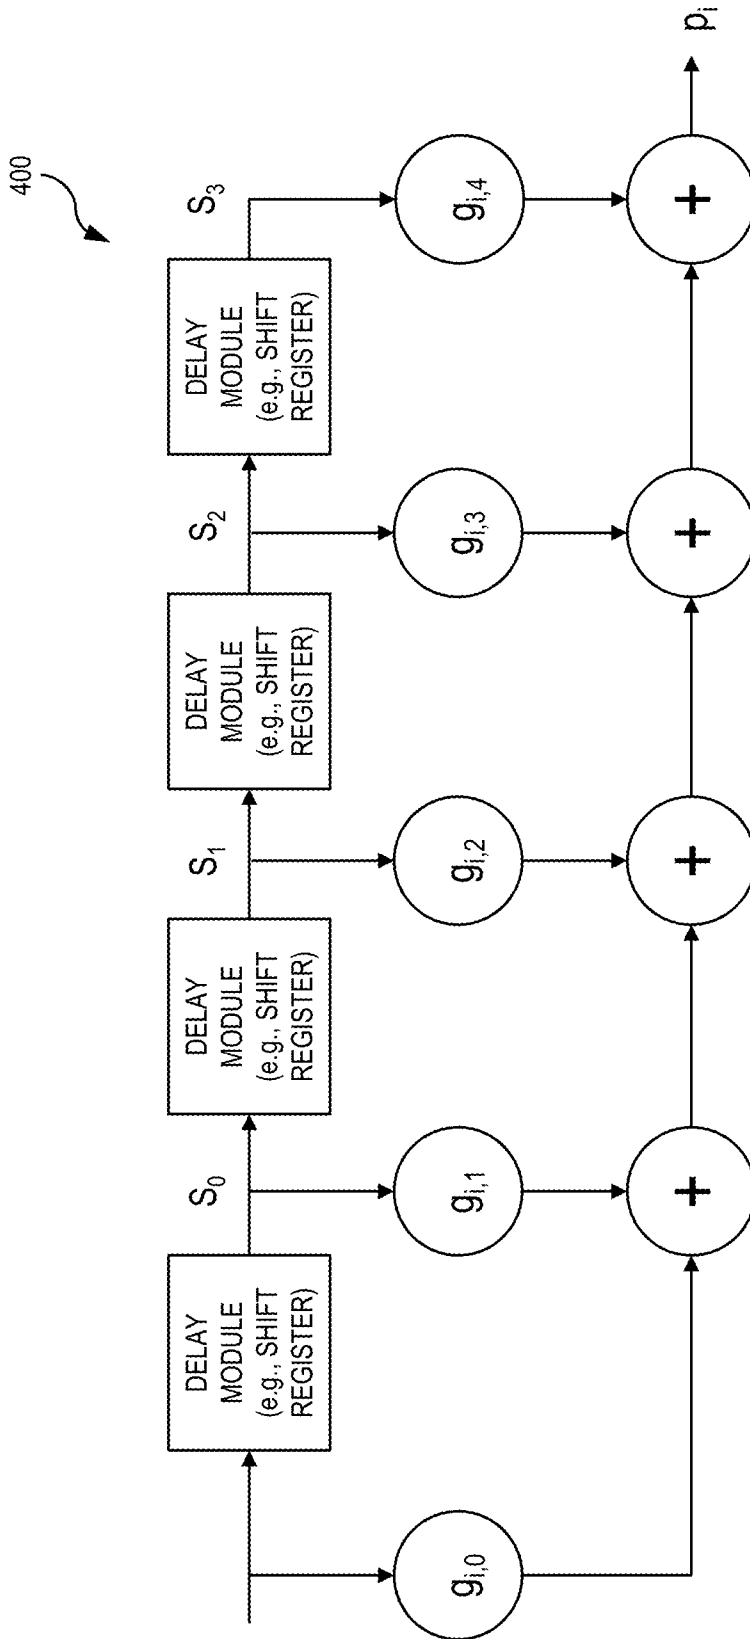 400
DELAY
MODULE
(e.g., SHIFT
REGISTER)
S₀
DELAY
MODULE
(e.g., SHIFT
REGISTER)
S₁
DELAY
MODULE
(e.g., SHIFT
REGISTER)
S₂
DELAY
MODULE
(e.g., SHIFT
REGISTER)
S₃
gᵢ,₀
gᵢ,₁
gᵢ,₂
gᵢ,₃
gᵢ,₄
+
+
+
+
pᵢ